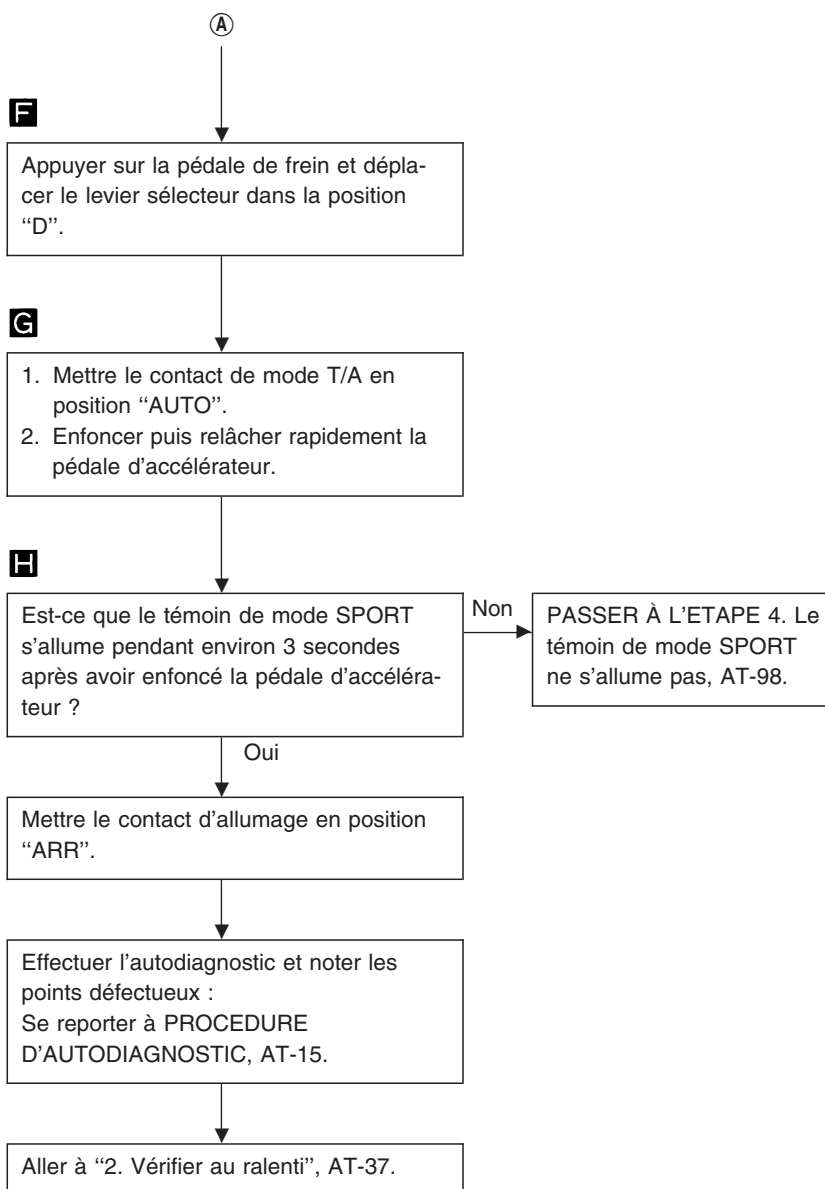 Ⓐ
F
Appuyer sur la pédale de frein et dépla-
cer le levier sélecteur dans la position
‘‘D’’.
G
1. Mettre le contact de mode T/A en
position ‘‘AUTO’’.
2. Enfoncer puis relâcher rapidement la
pédale d'accélérateur.
H
Est-ce que le témoin de mode SPORT
s'allume pendant environ 3 secondes
après avoir enfoncé la pédale d'accéléra-
teur ?
Non
PASSER À L'ETAPE 4. Le
témoin de mode SPORT
ne s'allume pas, AT-98.
Oui
Mettre le contact d'allumage en position
‘‘ARR’’.
Effectuer l'autodiagnostic et noter les
points défectueux :
Se reporter à PROCEDURE
D'AUTODIAGNOSTIC, AT-15.
Aller à ‘‘2. Vérifier au ralenti’’, AT-37.